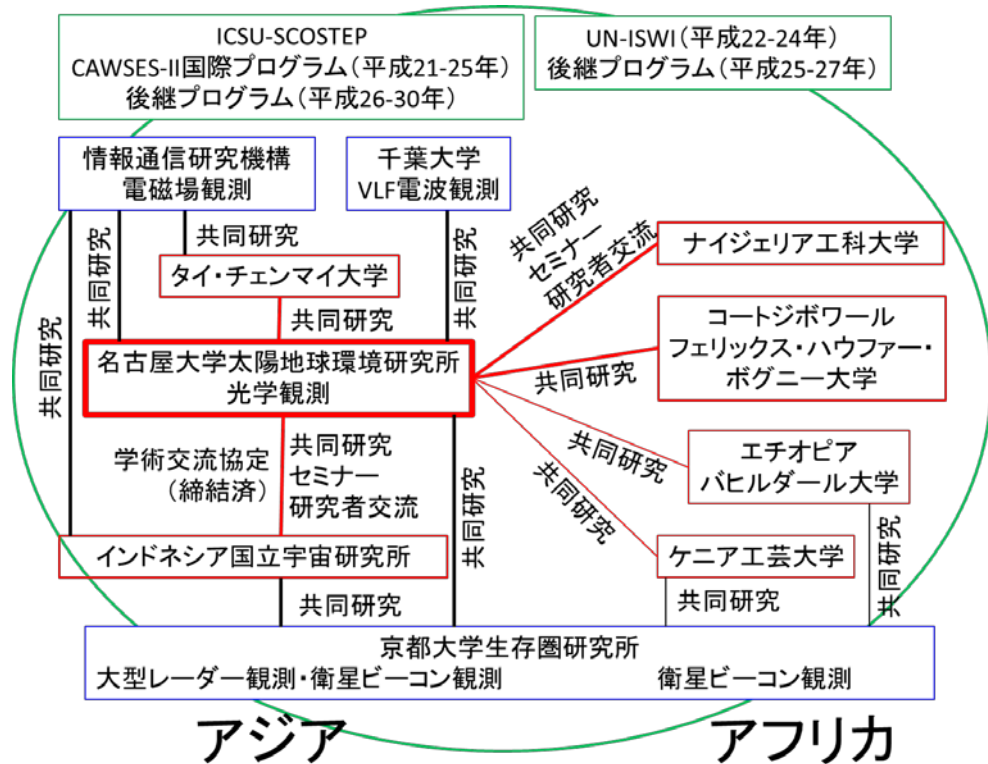 ICSU-SCOSTEP
CAWSES-II国際プログラム(平成21-25年)
後継プログラム(平成26-30年)
UN-ISWI(平成22-24年)
後継プログラム(平成25-27年)
情報通信研究機構
電磁場観測
千葉大学
VLF電波観測
共同研究
共同研究
共同研究
タイ・チェンマイ大学
共同研究
共同研究
共同研究
セミナー
研究者交流
ナイジェリア工科大学
名古屋大学太陽地球環境研究所
光学観測
共同研究
コートジボワール
フェリックス・ハウファー・
ボグニー大学
学術交流協定
(締結済)
共同研究
セミナー
研究者交流
共同研究
共同研究
エチオピア
バヒルダール大学
共同研究
インドネシア国立宇宙研究所
ケニア工芸大学
共同研究
共同研究
共同研究
京都大学生存圏研究所
大型レーダー観測・衛星ビーコン観測
衛星ビーコン観測
アジア
アフリカ